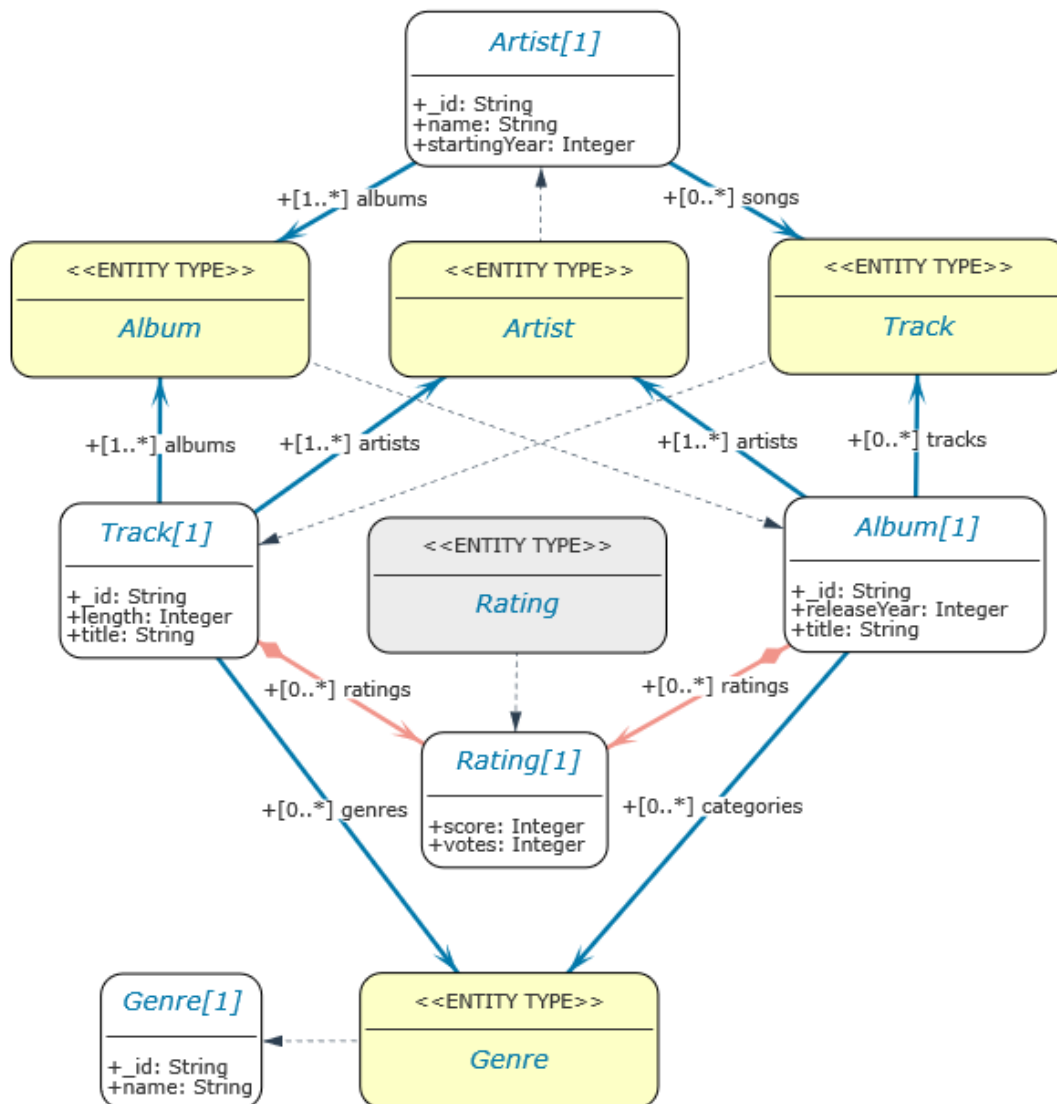 Artist[1]
+_id: String
+name: String
+startingYear: Integer
+[1..*] albums
+[0..*] songs
<<ENTITY TYPE>>
Album
<<ENTITY TYPE>>
Artist
<<ENTITY TYPE>>
Track
+[1..*] albums
+[1..*] artists
+[1..*] artists
+[0..*] tracks
Track[1]
+_id: String
+length: Integer
+title: String
<<ENTITY TYPE>>
Rating
Album[1]
+_id: String
+releaseYear: Integer
+title: String
+[0..*] ratings
+[0..*] ratings
Rating[1]
+score: Integer
+votes: Integer
+[0..*] genres
+[0..*] categories
Genre[1]
+_id: String
+name: String
<<ENTITY TYPE>>
Genre